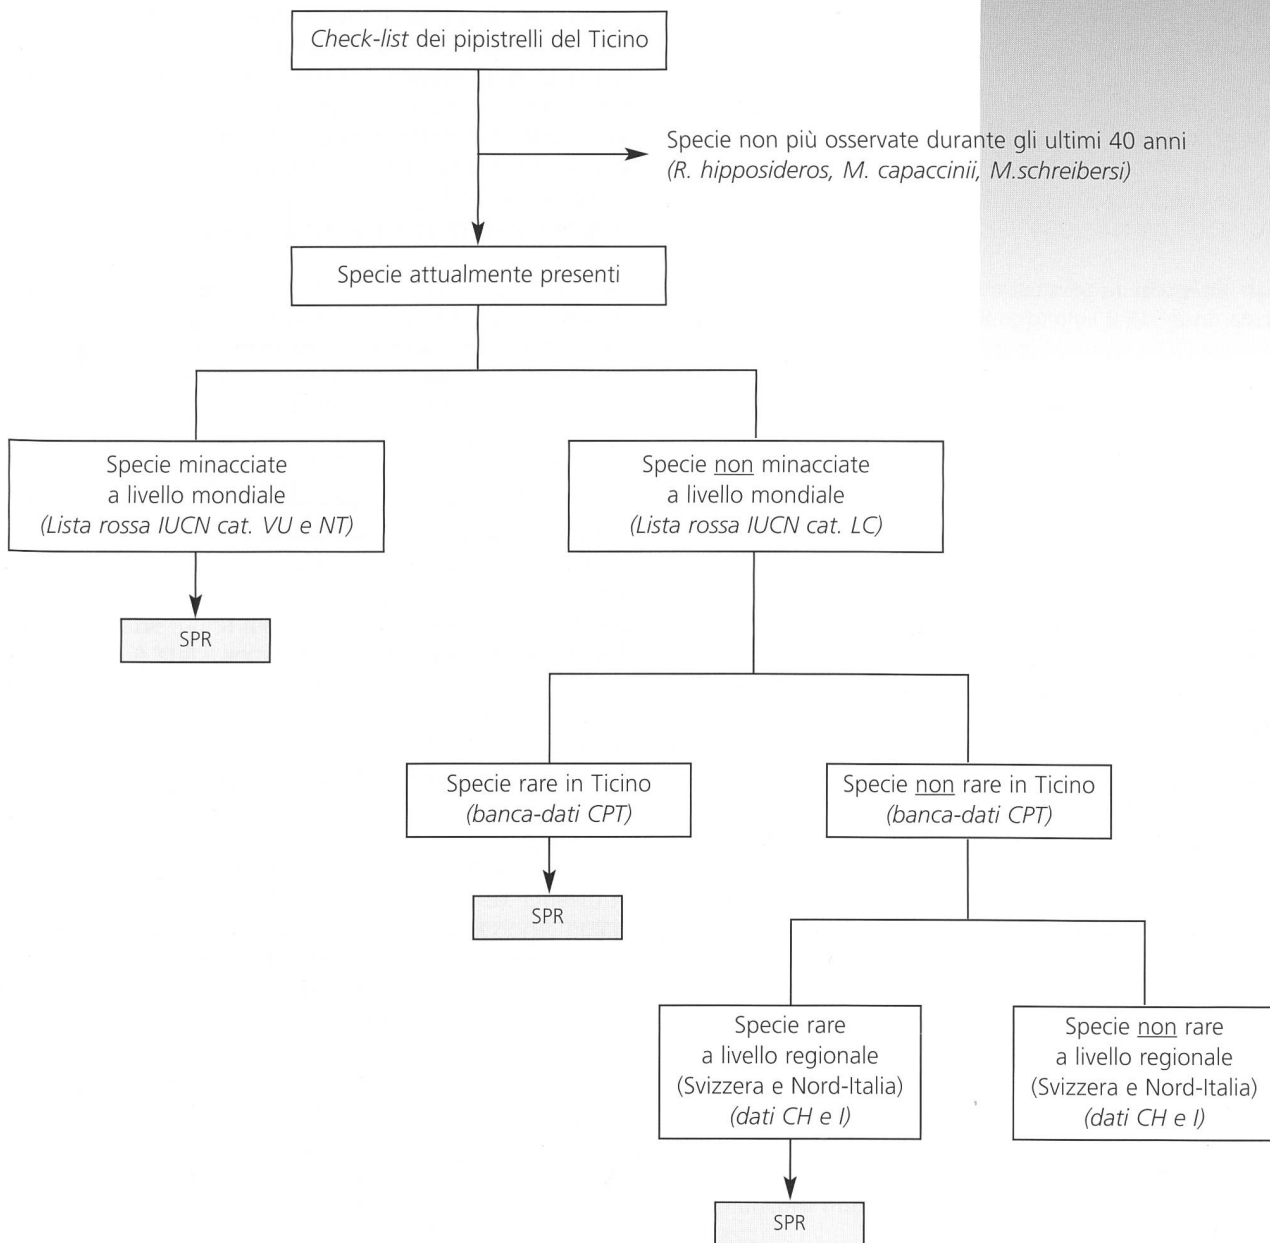 Check-list dei pipistrelli del Ticino
Specie non più osservate durante gli ultimi 40 anni
(R. hipposideros, M. capaccinii, M.schreibersi)
Specie attualmente presenti
Specie minacciate
a livello mondiale
(Lista rossa IUCN cat. VU e NT)
Specie non minacciate
a livello mondiale
(Lista rossa IUCN cat. LC)
SPR
Specie rare in Ticino
(banca-dati CPT)
Specie non rare in Ticino
(banca-dati CPT)
SPR
Specie rare
a livello regionale
(Svizzera e Nord-Italia)
(dati CH e I)
Specie non rare
a livello regionale
(Svizzera e Nord-Italia)
(dati CH e I)
SPR